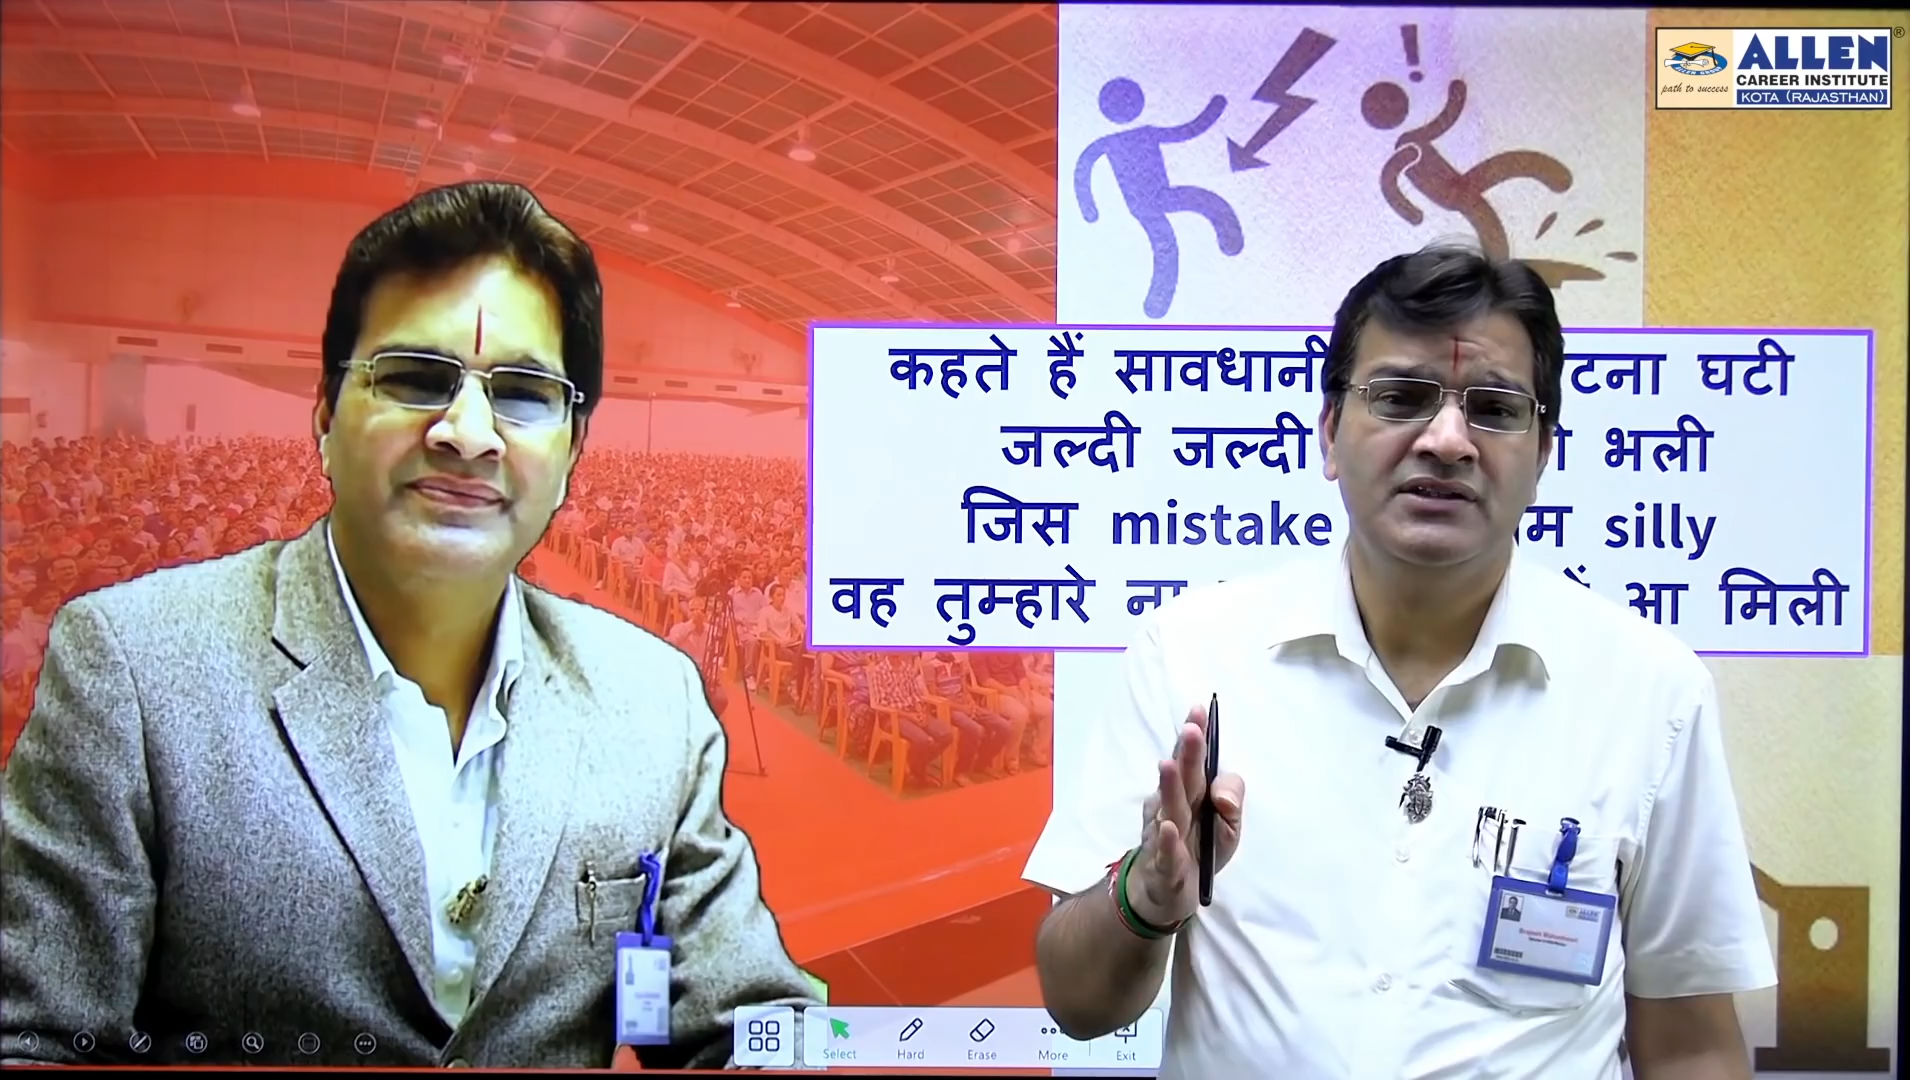 ALLEN
CAREER INSTITUTE
KOTA (RAJASTHAN)
path to success
®
कहते हैं सावधानी टना घटी
जल्दी जल्दी भली
जिस mistake silly
वह तुम्हारे आ मिली
ALLEN
Select
Hard
Erase
More
Exit